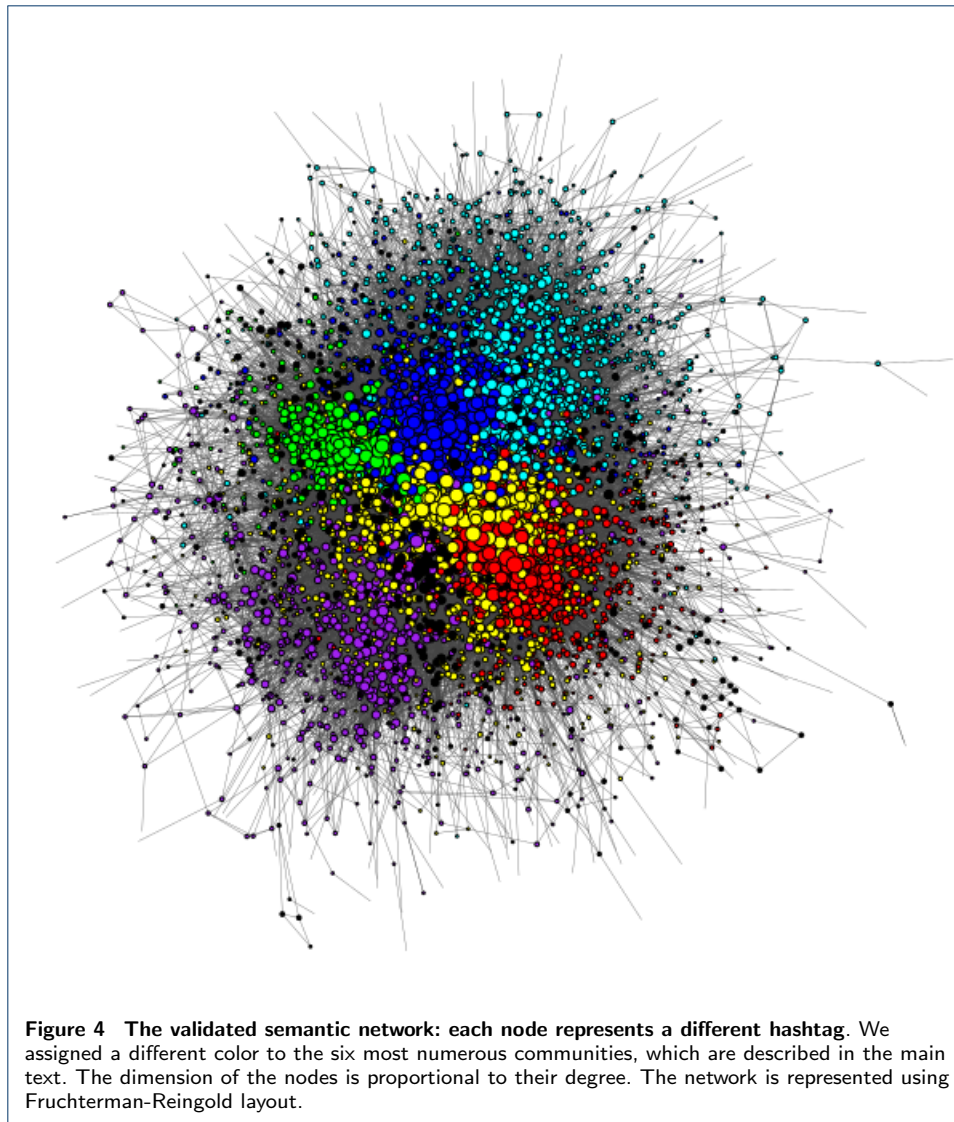 Figure 4 The validated semantic network: each node represents a different hashtag. We
assigned a different color to the six most numerous communities, which are described in the main
text. The dimension of the nodes is proportional to their degree. The network is represented using
Fruchterman-Reingold layout.